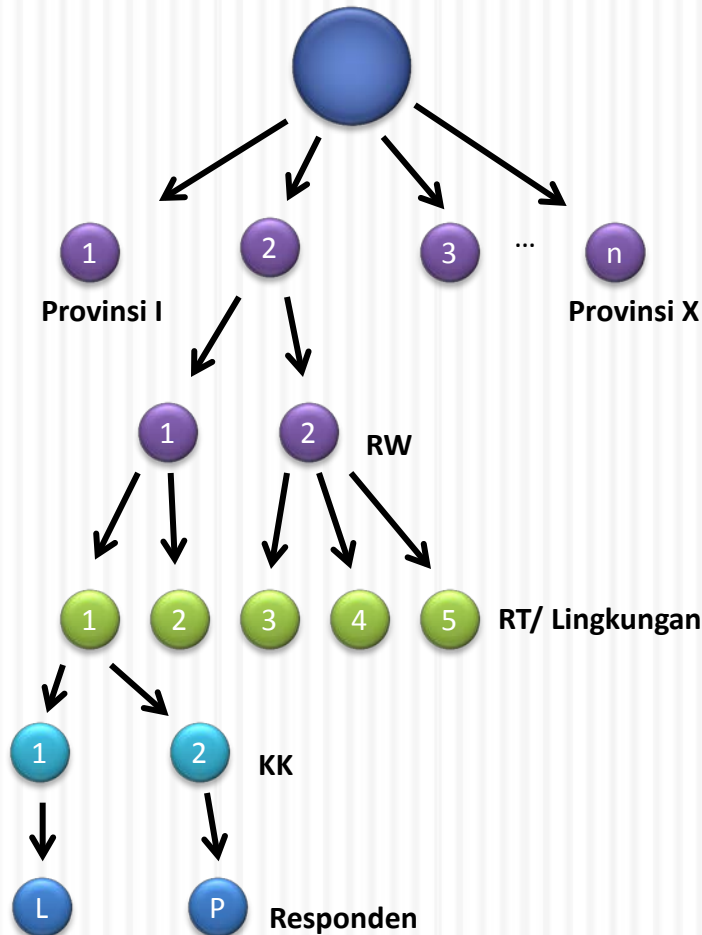 1 2 3 ... n
Provinsi I Provinsi X
1 2 RW
1 2 3 4 5 RT/ Lingkungan
1 2 KK
L P Responden